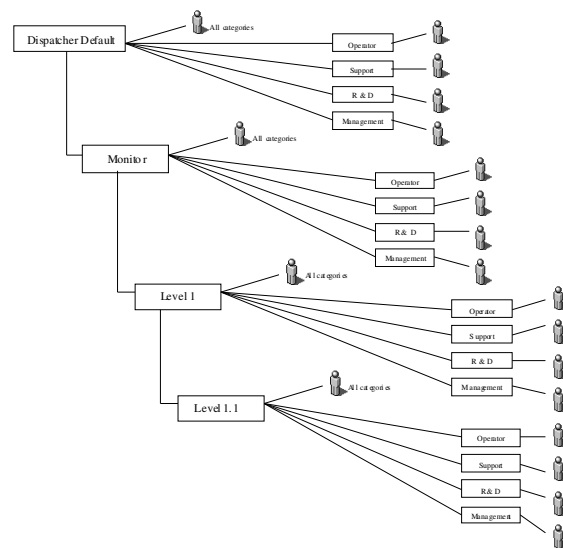 All categories
Dispatcher Default
Operator
Support
R & D
Management
All categories
Monitor
Operator
Support
R & D
Management
All categories
Level 1
Operator
Support
R & D
Management
All categories
Level 1.1
Operator
Support
R& D
Management